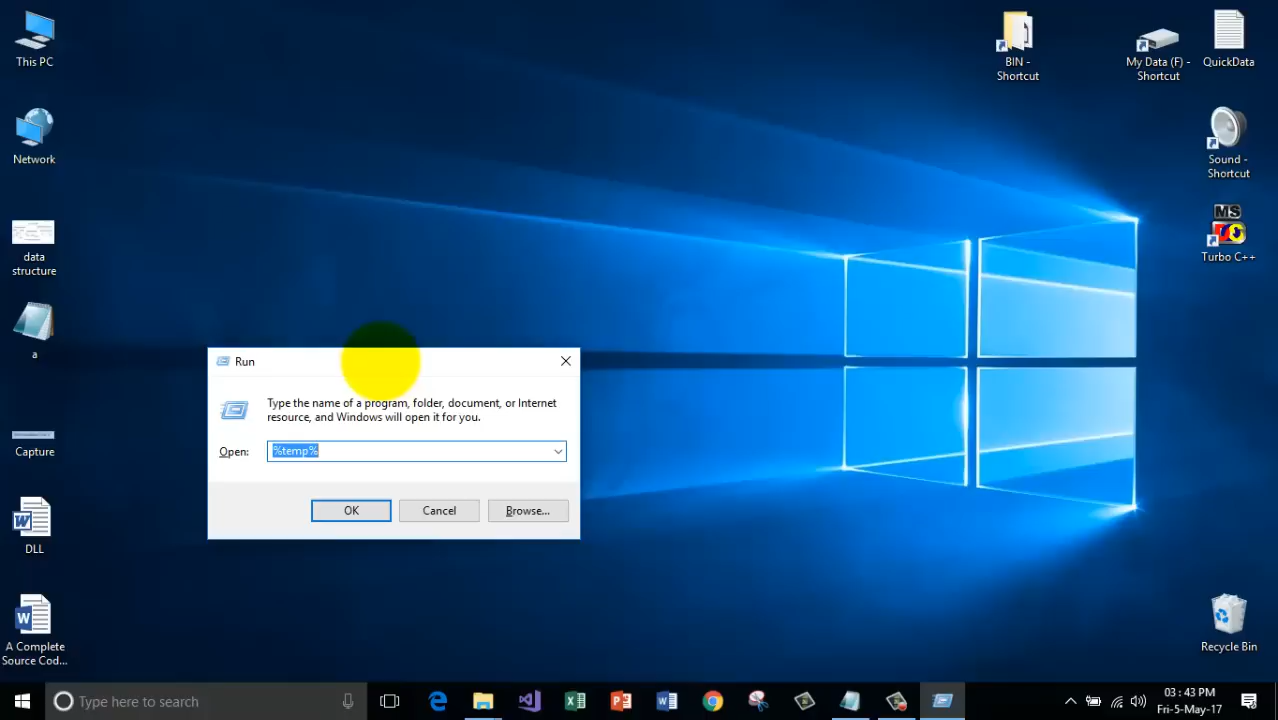 This PC
Network
data
structure
a
Capture
DLL
A Complete
Source Cod...
BIN -
Shortcut
My Data (F) -
Shortcut
QuickData
Sound -
Shortcut
MS
Turbo C++
Recycle Bin
Run
Type the name of a program, folder, document, or Internet
resource, and Windows will open it for you.
Open:
%temp%
OK
Cancel
Browse...
Type here to search
03 : 43 PM
Fri-5-May-17